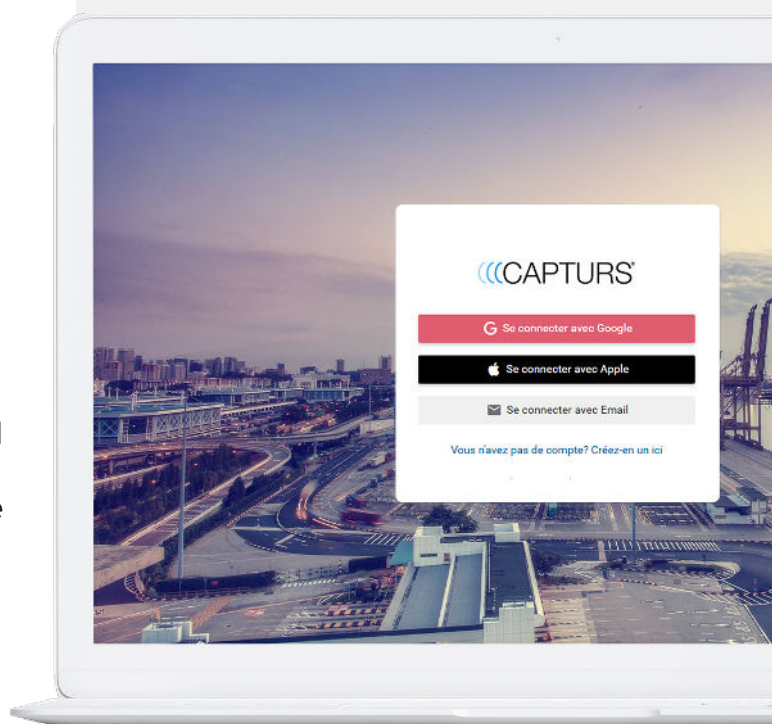 (((CAPTURS®
G Se connecter avec Google
Se connecter avec Apple
Se connecter avec Email
Vous n'avez pas de compte? Créez-en un ici